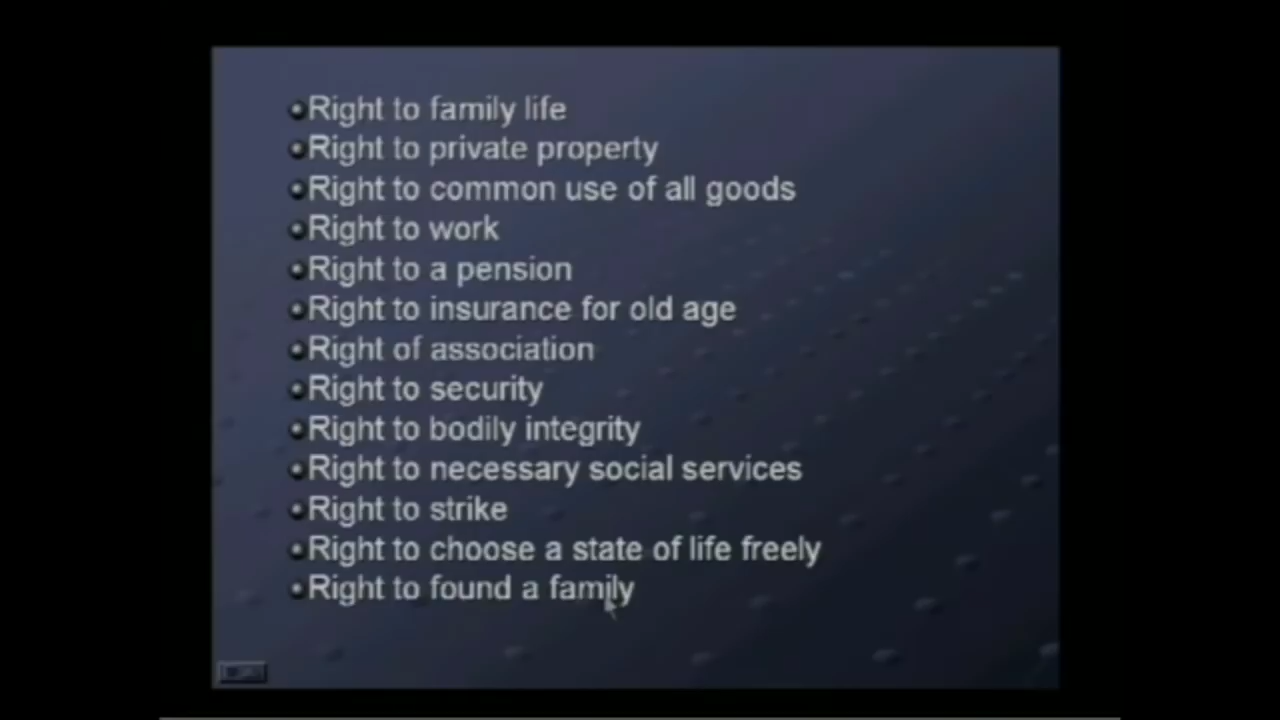 Right to family life
Right to private property
Right to common use of all goods
Right to work
Right to a pension
Right to insurance for old age
Right of association
Right to security
Right to bodily integrity
Right to necessary social services
Right to strike
Right to choose a state of life freely
Right to found a family